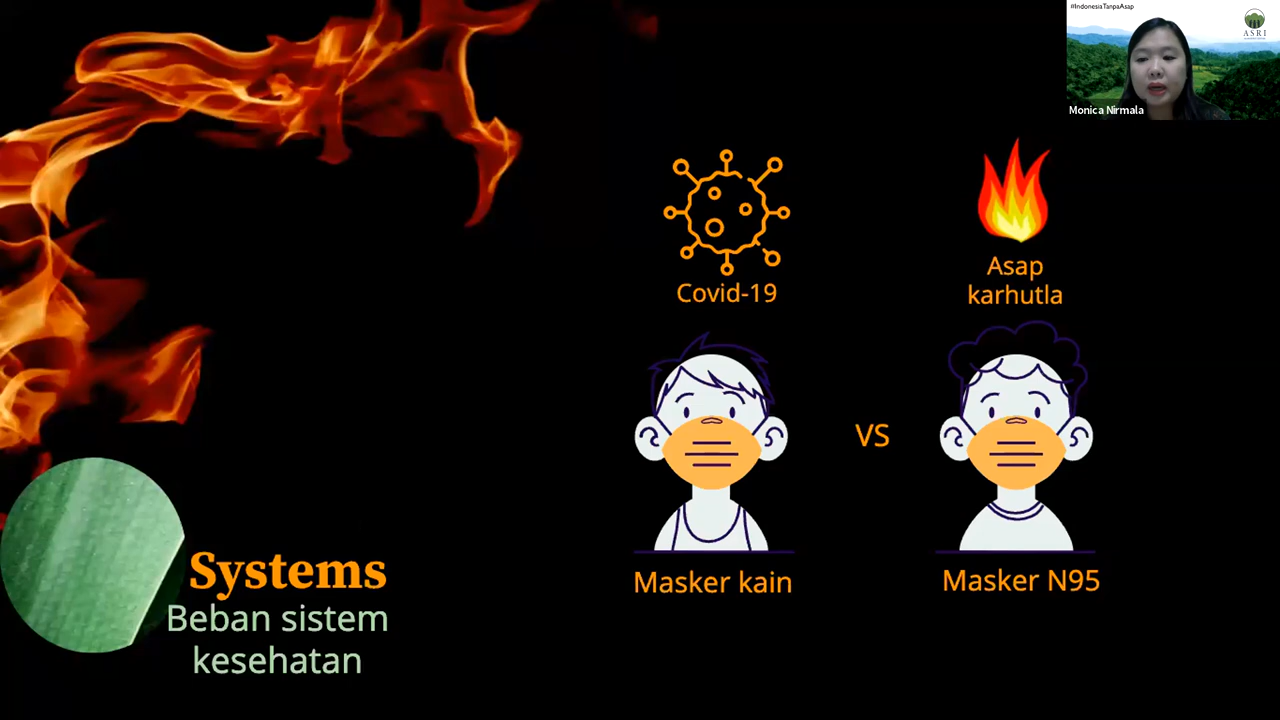 #IndonesiaTanpaAsap
ASRI
Monica Nirmala
Covid-19
Asap
karhutla
VS
Masker kain
Masker N95
Systems
Beban sistem
kesehatan